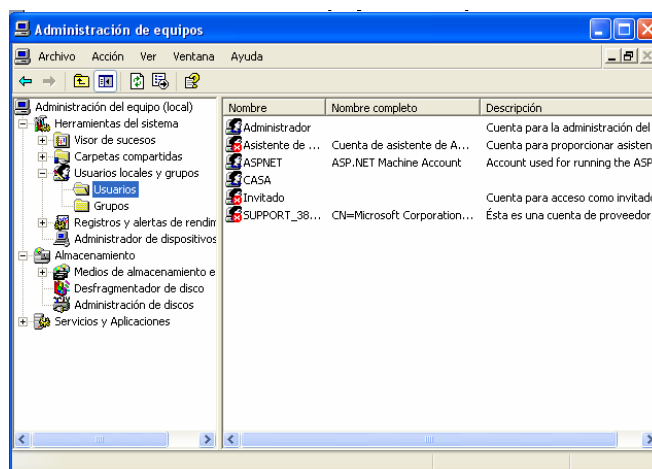 Administración de equipos
Archivo Acción Ver Ventana Ayuda
Administración del equipo (local)
Herramientas del sistema
Visor de sucesos
Carpetas compartidas
Usuarios locales y grupos
Usuarios
Grupos
Registros y alertas de rendim
Administrador de dispositivos
Almacenamiento
Medios de almacenamiento e
Desfragmentador de disco
Administración de discos
Servicios y Aplicaciones
Nombre Nombre completo Descripción
Administrador Cuenta para la administración del
Asistente de ... Cuenta de asistente de A... Cuenta para proporcionar asisten
ASPNET ASP.NET Machine Account Account used for running the ASP
CASA
Invitado Cuenta para acceso como invitado
SUPPORT_38... CN=Microsoft Corporation... Ésta es una cuenta de proveedor